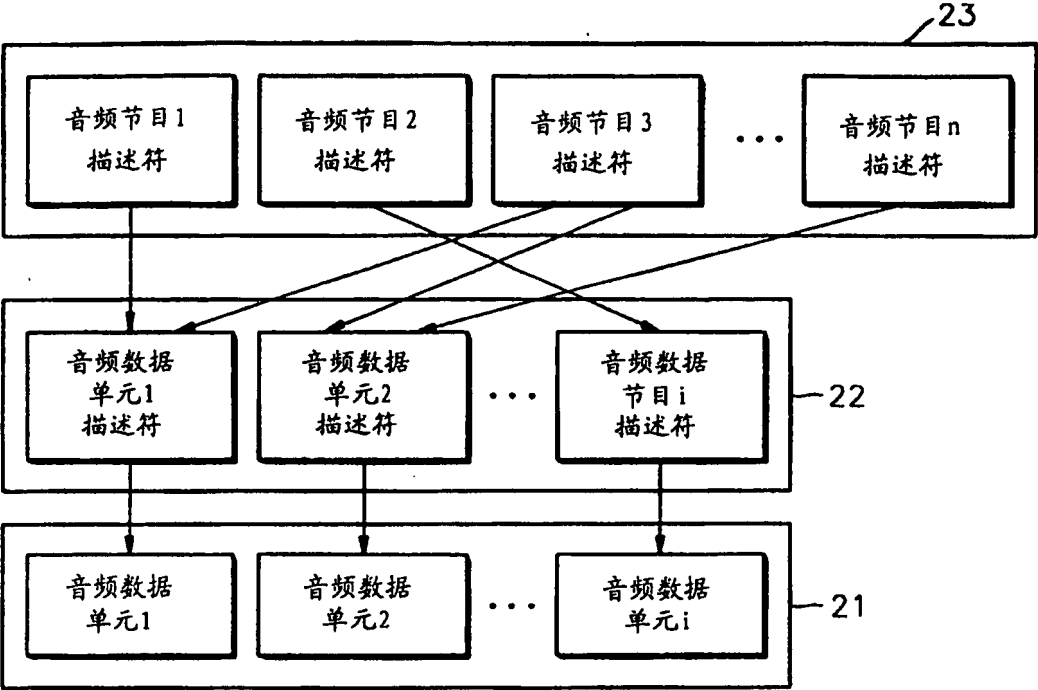 23
音频节目1
描述符
音频节目2
描述符
音频节目3
描述符
...
音频节目n
描述符
音频数据
单元1
描述符
音频数据
单元2
描述符
...
音频数据
节目i
描述符
22
音频数据
单元1
音频数据
单元2
...
音频数据
单元i
21